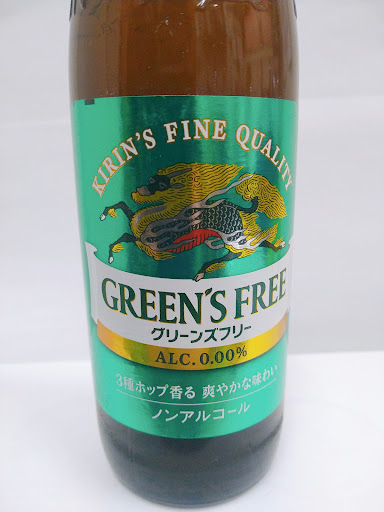 KIRIN'S FINE QUALITY
GREEN'S FREE
グリーンズフリー
ALC. 0.00%
3種ホップ香る 爽やかな味わい
ノンアルコール